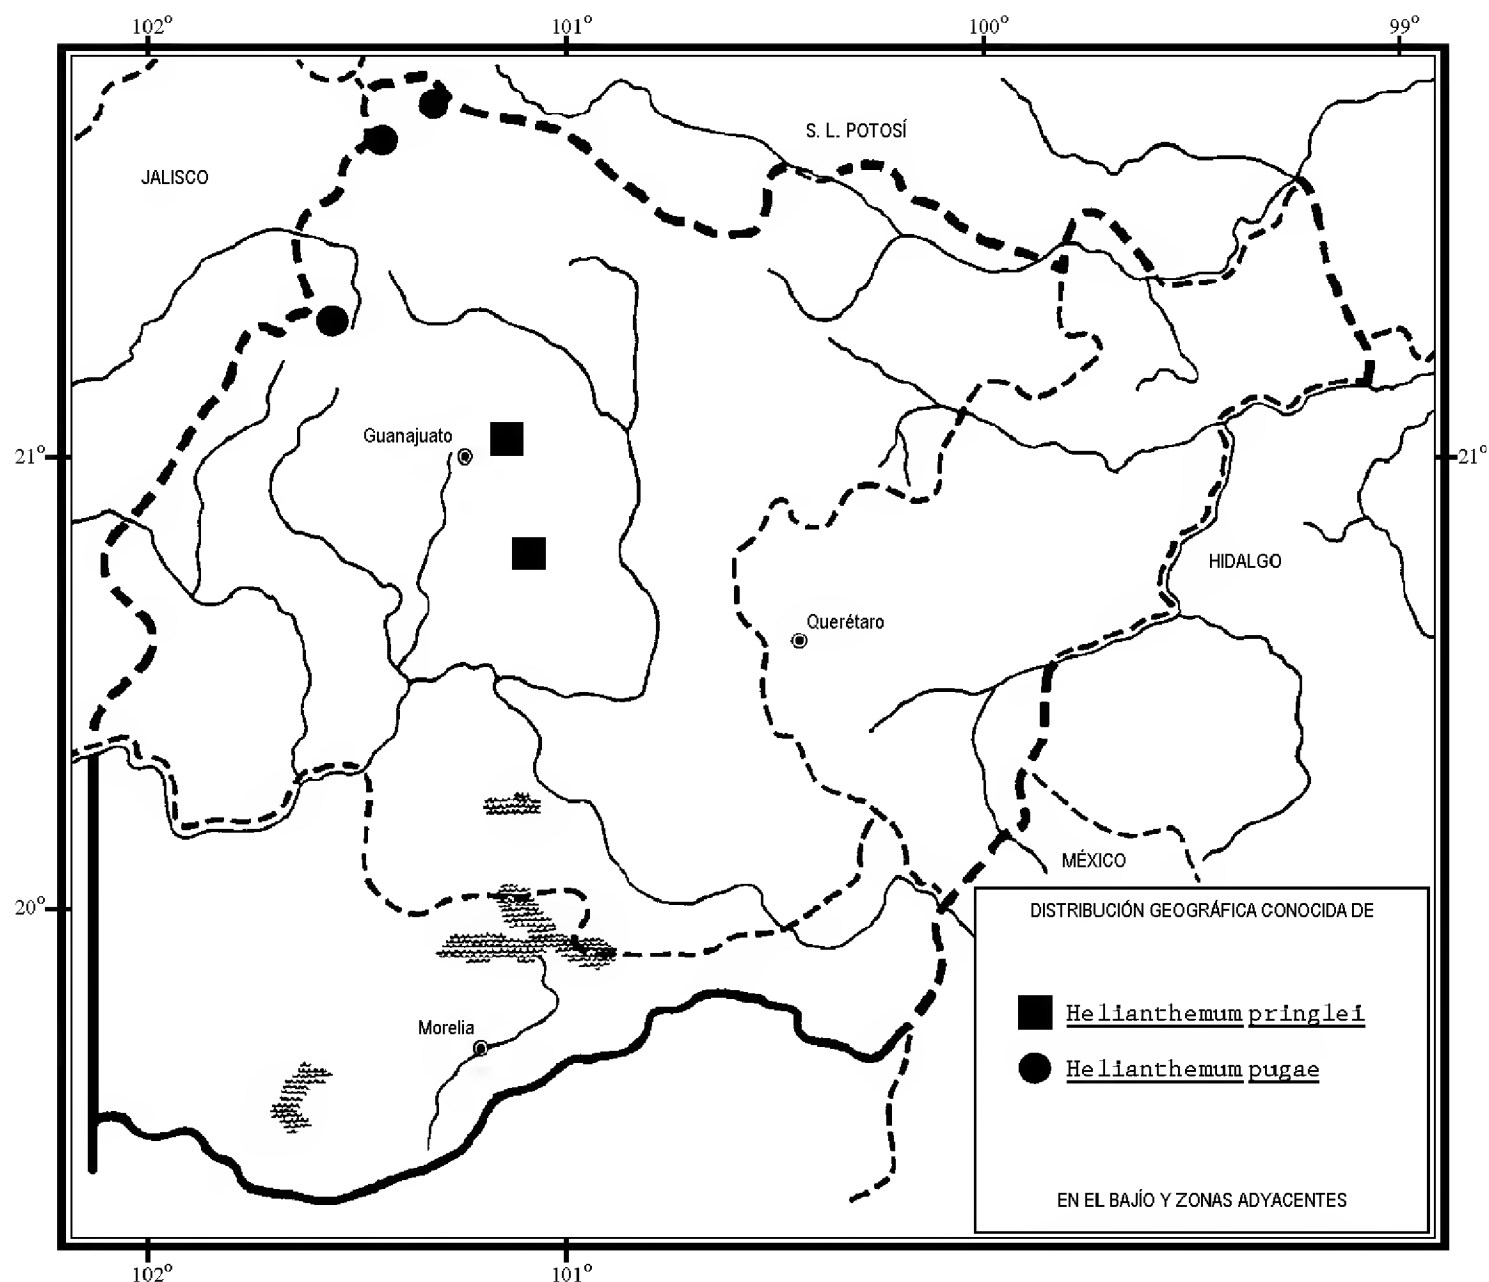 102° 101° 100° 99°
S. L. POTOSÍ
JALISCO
Guanajuato
21° 21°
HIDALGO
Querétaro
MÉXICO
20°
DISTRIBUCIÓN GEOGRÁFICA CONOCIDA DE
Helianthemum pringlei
Morelia
Helianthemum pugae
EN EL BAJÍO Y ZONAS ADYACENTES
102° 101°